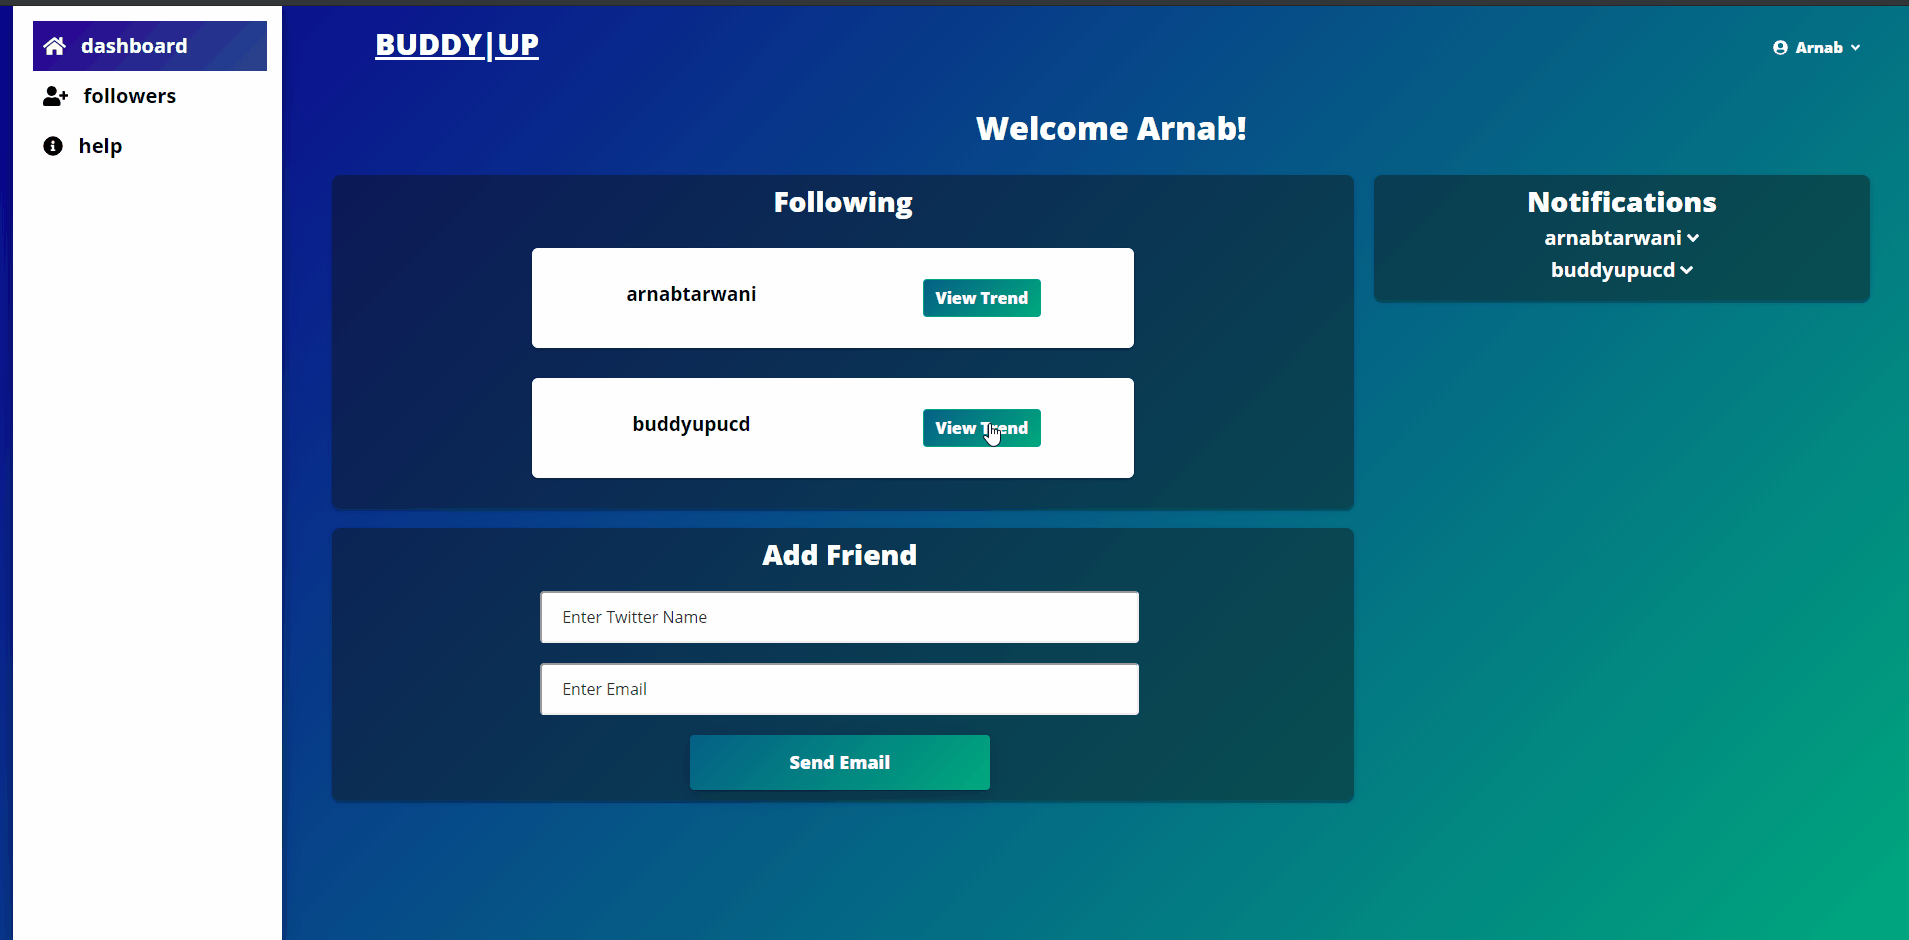 dashboard
followers
help
BUDDY|UP
Arnab
Welcome Arnab!
Following
arnabtarwani
View Trend
buddyupucd
View Trend
Notifications
arnabtarwani
buddyupucd
Add Friend
Enter Twitter Name
Enter Email
Send Email